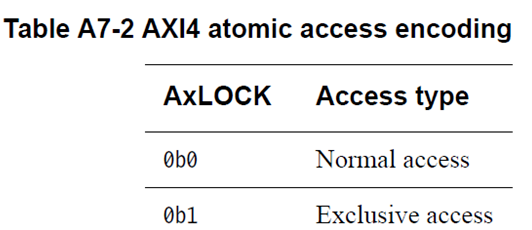 Table A7-2 AXI4 atomic access encoding
AxLOCK Access type
0b0 Normal access
0b1 Exclusive access